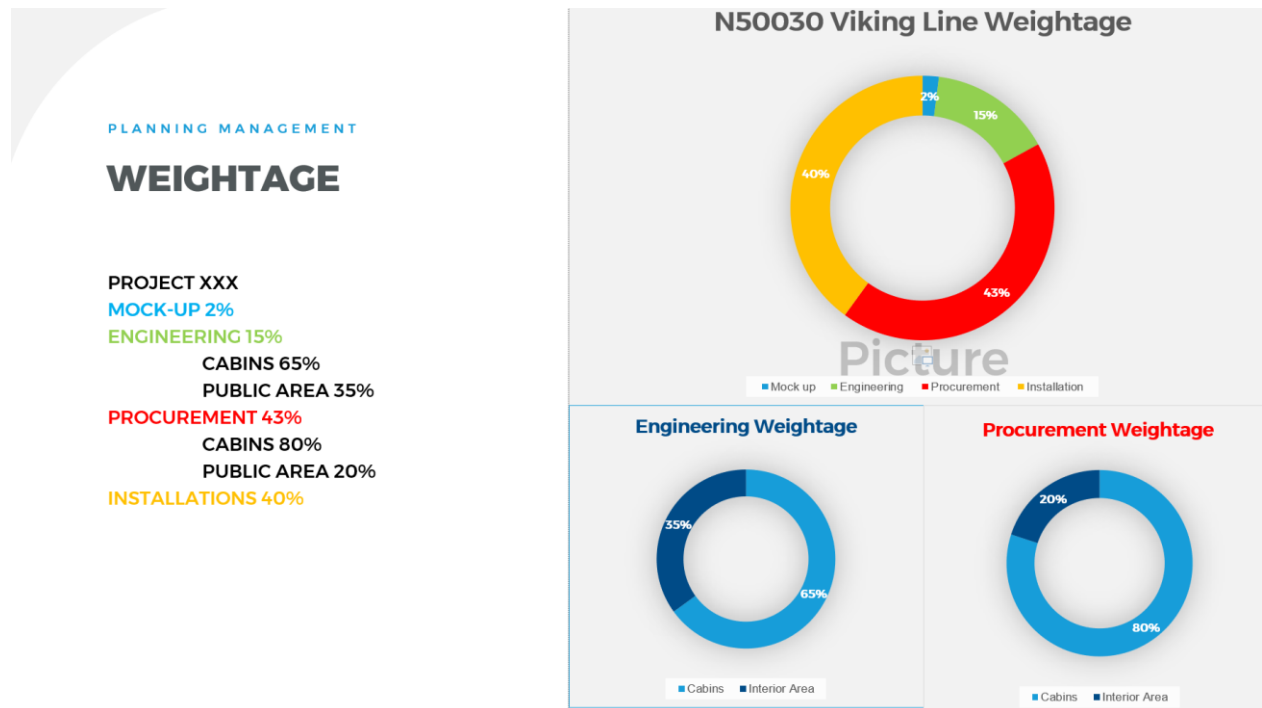 PLANNING MANAGEMENT
WEIGHTAGE
PROJECT XXX
MOCK-UP 2%
ENGINEERING 15%
CABINS 65%
PUBLIC AREA 35%
PROCUREMENT 43%
CABINS 80%
PUBLIC AREA 20%
INSTALLATIONS 40%
N50030 Viking Line Weightage
2%
15%
40%
43%
Picture
Mock up Engineering Procurement Installation
Engineering Weightage
35%
65%
Cabins Interior Area
Procurement Weightage
20%
80%
Cabins Interior Area